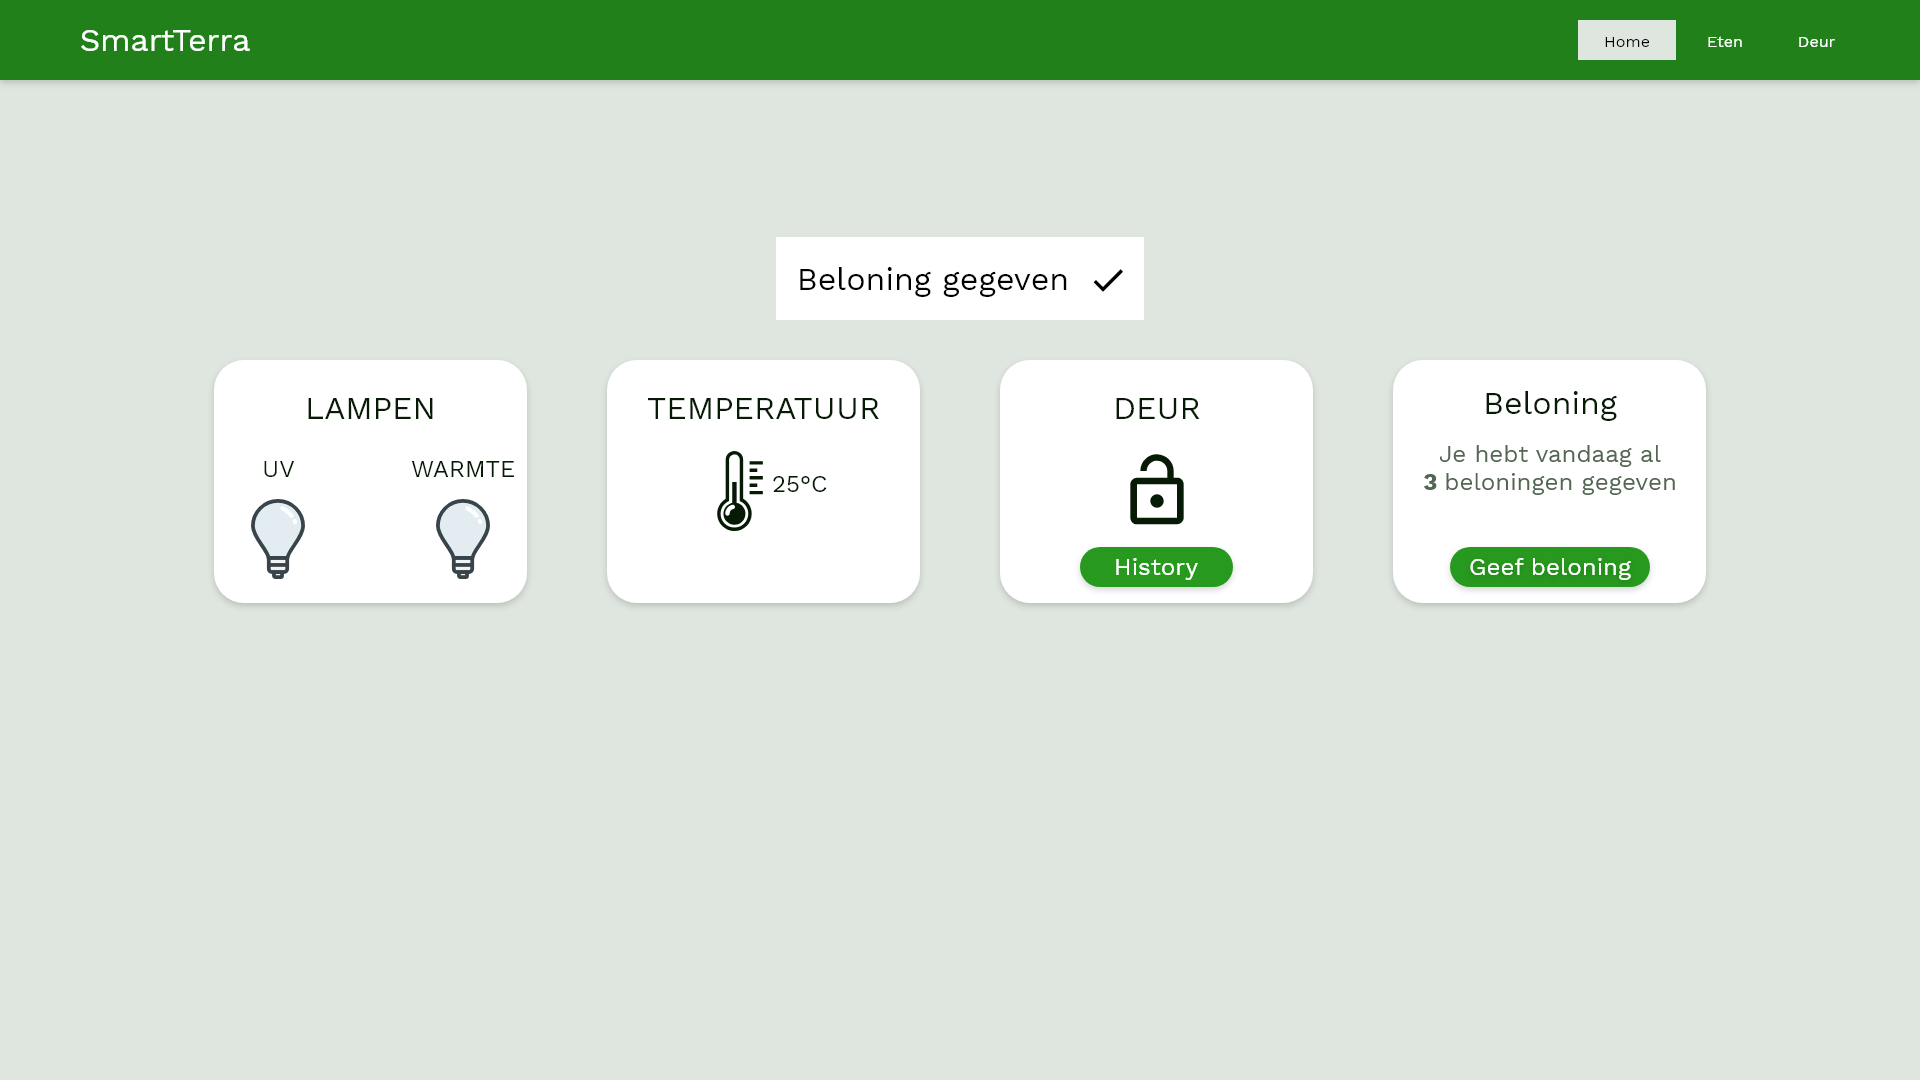 SmartTerra
Home
Eten
Deur
Beloning gegeven
LAMPEN
UV
WARMTE
TEMPERATUUR
25°C
DEUR
History
Beloning
Je hebt vandaag al
3 beloningen gegeven
Geef beloning